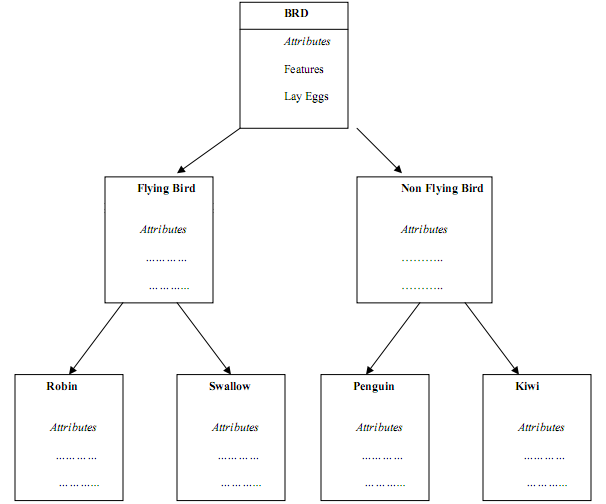 BRD
Attributes
Features
Lay Eggs
Flying Bird
Attributes
…………
…………
Non Flying Bird
Attributes
………..
………..
Robin
Attributes
…………
…………
Swallow
Attributes
…………
…………
Penguin
Attributes
…………
…………
Kiwi
Attributes
…………
…………